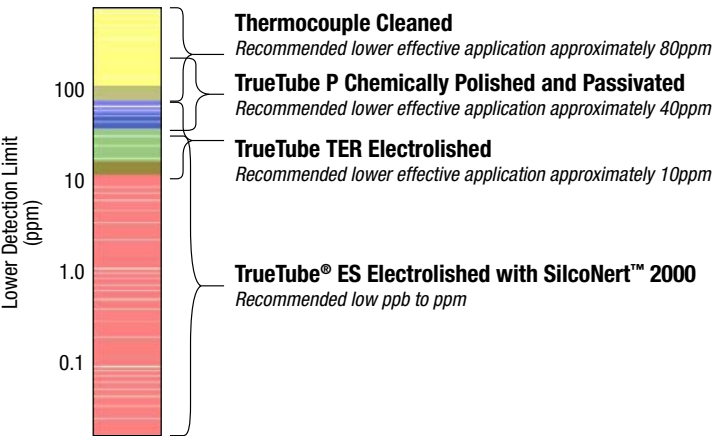 Thermocouple Cleaned
Recommended lower effective application approximately 80ppm
TrueTube P Chemically Polished and Passivated
Recommended lower effective application approximately 40ppm
TrueTube TER Electrolished
Recommended lower effective application approximately 10ppm
TrueTube® ES Electrolished with SilcoNert™ 2000
Recommended low ppb to ppm
Lower Detection Limit
(ppm)
100
10
1.0
0.1